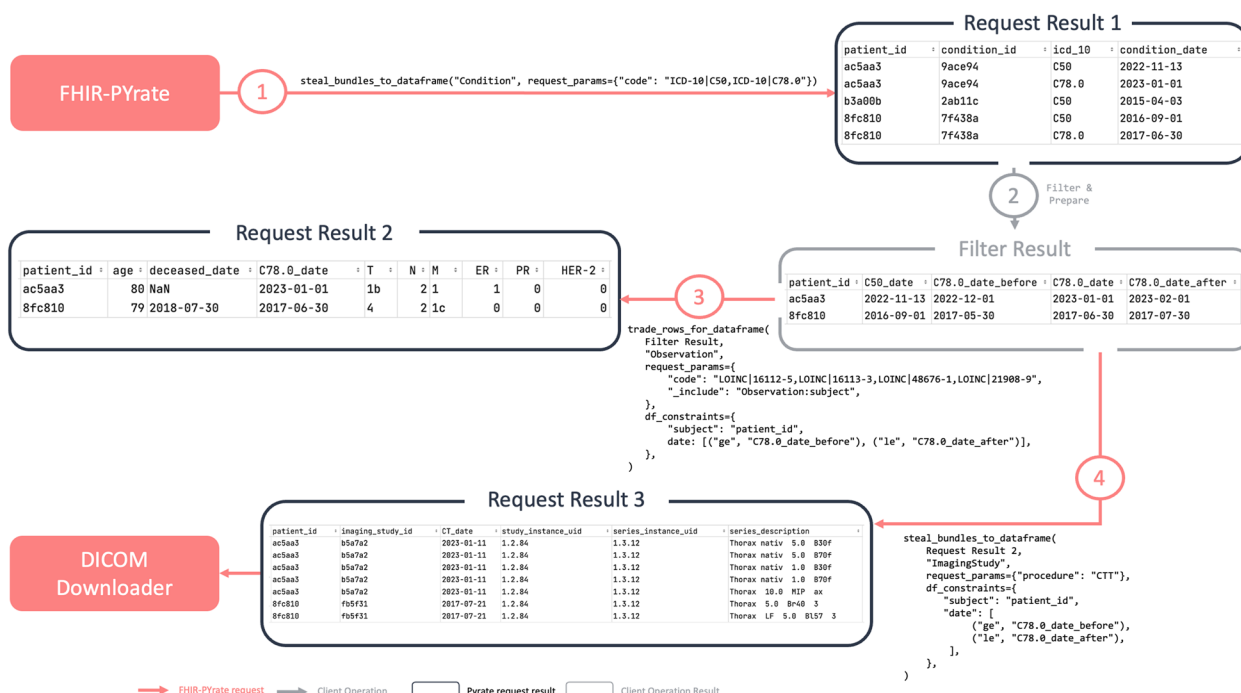 Request Result 1
patient_id condition_id icd_10 condition_date
ac5aa3 9ace94 C50 2022-11-13
ac5aa3 9ace94 C78.0 2023-01-01
b3a00b 2ab11c C50 2015-04-03
8fc810 7f438a C50 2016-09-01
8fc810 7f438a C78.0 2017-06-30
FHIR-PYrate
1
steal_bundles_to_dataframe("Condition", request_params={"code": "ICD-10|C50,ICD-10|C78.0"})
2
Filter &
Prepare
Request Result 2
patient_id age deceased_date C78.0_date T N M ER PR HER-2
ac5aa3 80 NaN 2023-01-01 1b 2 1 1 0 0
8fc810 79 2018-07-30 2017-06-30 4 2 1c 0 0 0
Filter Result
patient_id C50_date C78.0_date_before C78.0_date C78.0_date_after
ac5aa3 2022-11-13 2022-12-01 2023-01-01 2023-02-01
8fc810 2016-09-01 2017-05-30 2017-06-30 2017-07-30
3
trade_rows_for_dataframe(
Filter Result,
"Observation",
request_params={
"code": "LOINC|16112-5,LOINC|16113-3,LOINC|48676-1,LOINC|21908-9",
"_include": "Observation:subject",
},
df_constraints={
"subject": "patient_id",
date: [("ge", "C78.0_date_before"), ("le", "C78.0_date_after")],
},
)
4
Request Result 3
patient_id imaging_study_id CT_date study_instance_uid series_instance_uid series_description
ac5aa3 b5a7a2 2023-01-11 1.2.84 1.3.12 Thorax nativ 5.0 B30f
ac5aa3 b5a7a2 2023-01-11 1.2.84 1.3.12 Thorax nativ 5.0 B70f
ac5aa3 b5a7a2 2023-01-11 1.2.84 1.3.12 Thorax nativ 1.0 B30f
ac5aa3 b5a7a2 2023-01-11 1.2.84 1.3.12 Thorax nativ 1.0 B70f
ac5aa3 b5a7a2 2023-01-11 1.2.84 1.3.12 Thorax 10.0 MIP ax
8fc810 fb5f31 2017-07-21 1.2.84 1.3.12 Thorax 5.0 Br40 3
8fc810 fb5f31 2017-07-21 1.2.84 1.3.12 Thorax LF 5.0 Bl57 3
DICOM
Downloader
steal_bundles_to_dataframe(
Request Result 2,
"ImagingStudy",
request_params={"procedure": "CTT"},
df_constraints={
"subject": "patient_id",
"date": [
("ge", "C78.0_date_before"),
("le", "C78.0_date_after"),
],
},
)
FHIR-PYrate request Client Operation Pyrate request result Client Operation Result